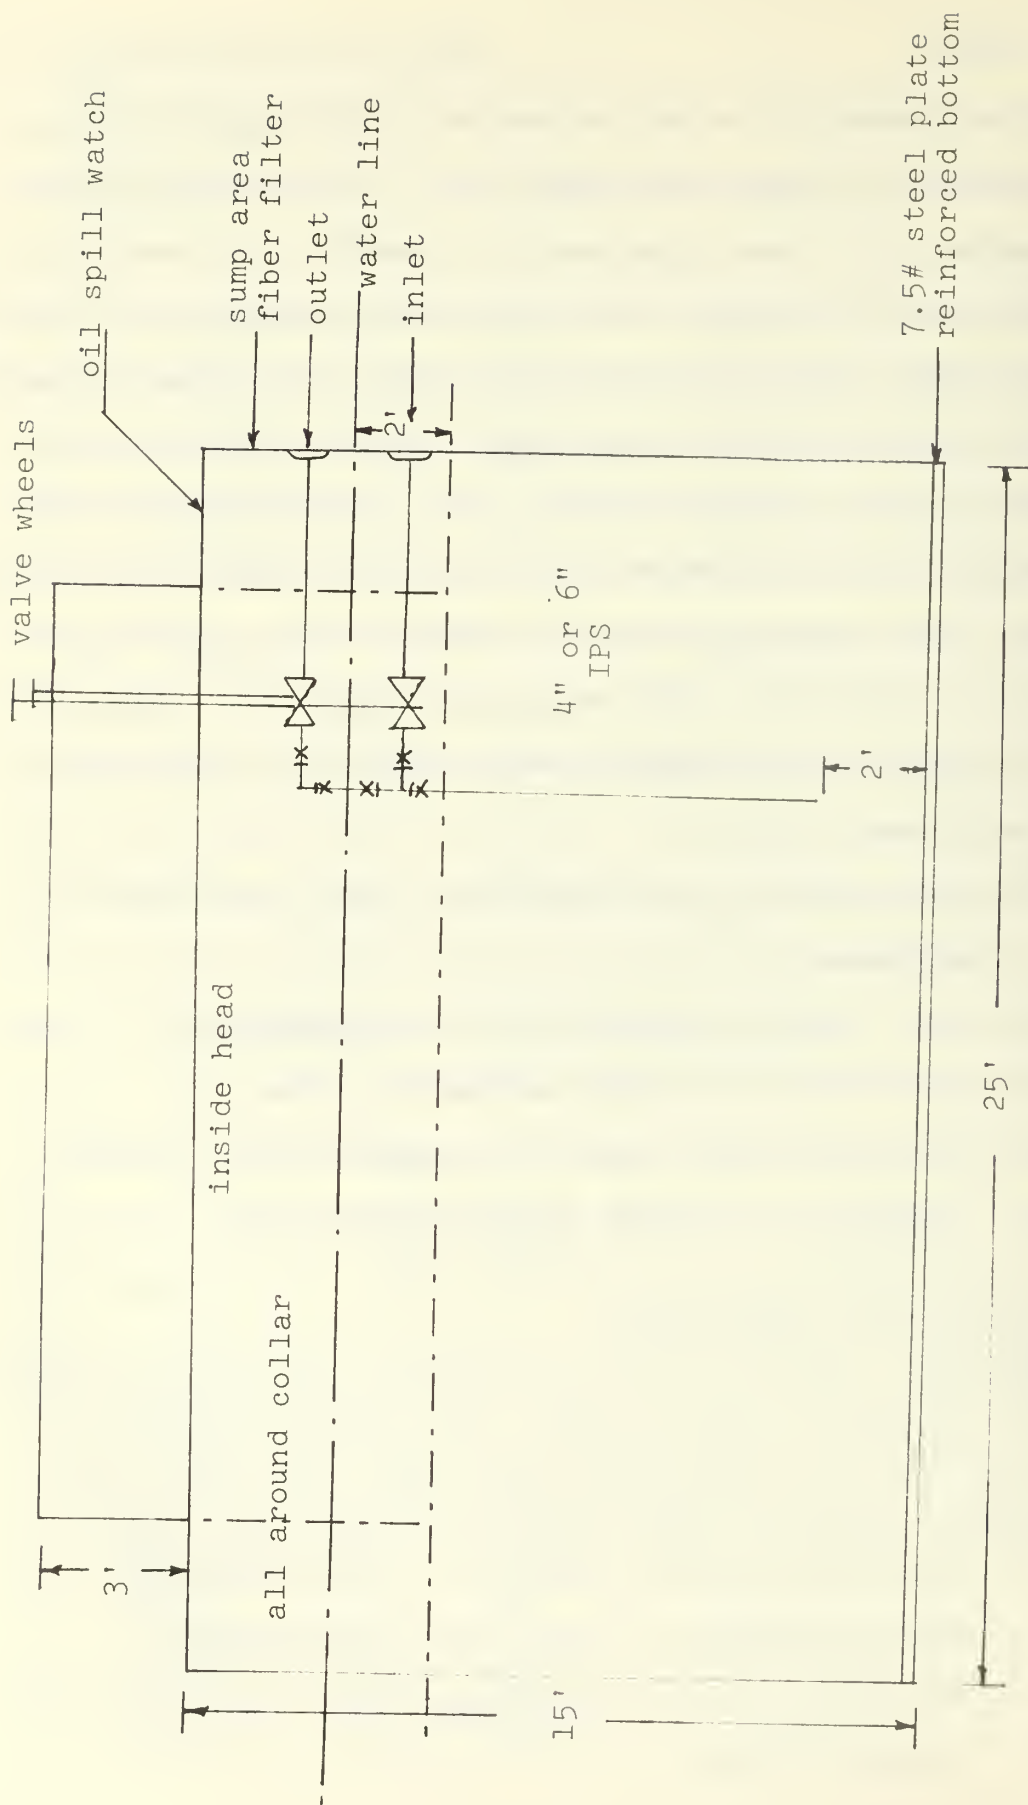 valve wheels
oil spill watch
sump area
fiber filter
outlet
water line
inlet
2'
7.5# steel plate
reinforced bottom
3'
inside head
all around collar
4" or 6"
IPS
2'
15'
25'